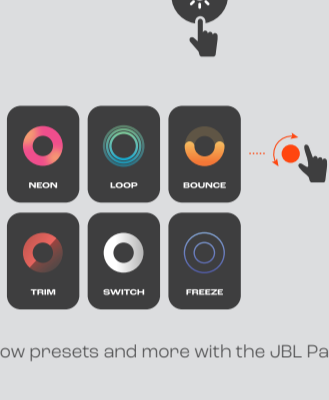 NEON LOOP BOUNCE
TRIM SWITCH FREEZE
ow presets and more with the JBL Pa